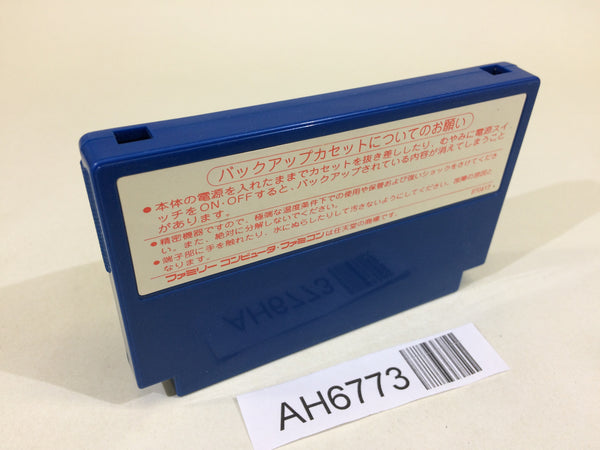 バックアップカセットについてのお願い
●本体の電源を入れたままでカセットを抜き差ししたり、むやみに電源スイ
ッチをON・OFFすると、バックアップされている内容が消えてしまうこと
があります。
●精密機器ですので、極端な温度条件下での使用や保管および強いショックをさけてくださ
い。また、絶対に分解しないでください。
●端子部に手を触れたり、水にぬらしたりして汚さないようにしてください。故障の原因と
なります。
ファミリーコンピュータ・ファミコンは任天堂の商標です。
AH6773